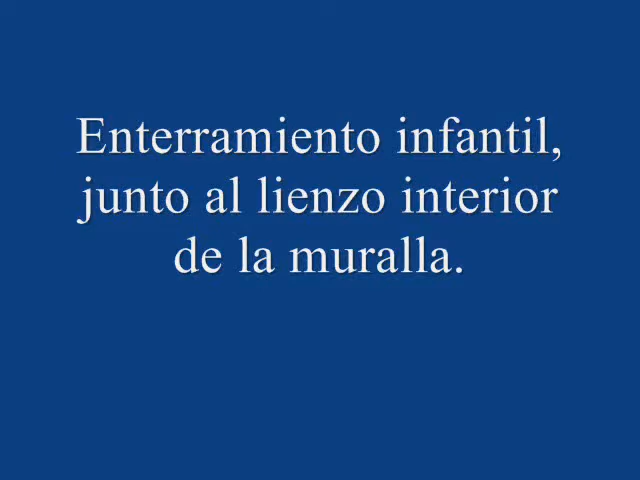 Enterramiento infantil,
junto al lienzo interior
de la muralla.